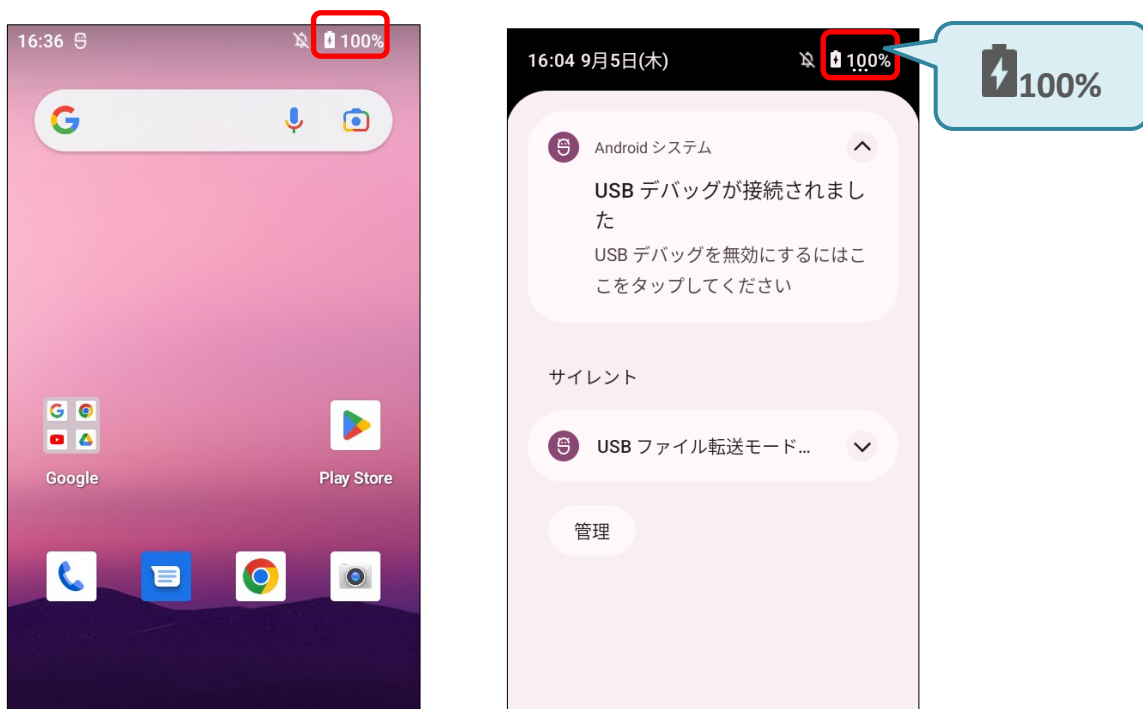 16:36
100%
Google
Play Store
16:04 9月5日(木)
100%
100%
Android システム
USB デバッグが接続されまし
た
USB デバッグを無効にするにはこ
こをタップしてください
サイレント
USB ファイル転送モード...
管理